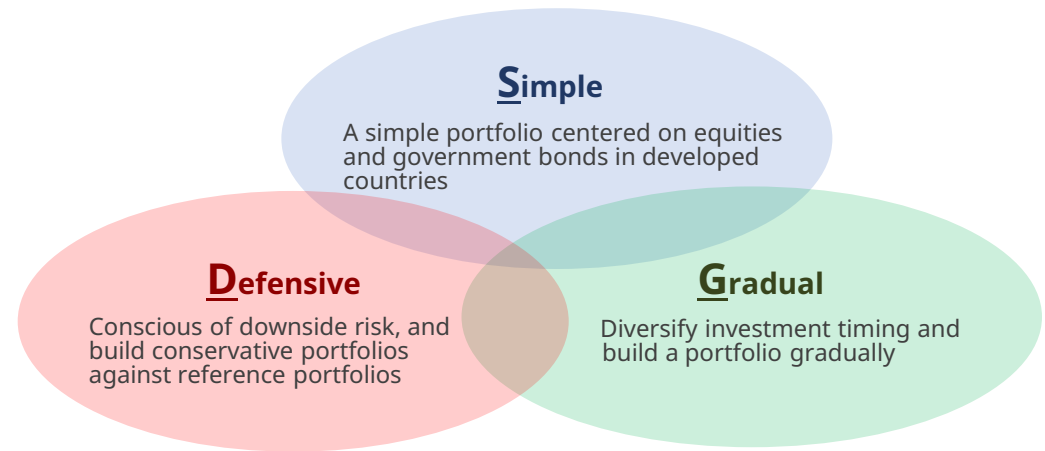 Simple
A simple portfolio centered on equities
and government bonds in developed
countries
Defensive
Conscious of downside risk, and
build conservative portfolios
against reference portfolios
Gradual
Diversify investment timing and
build a portfolio gradually